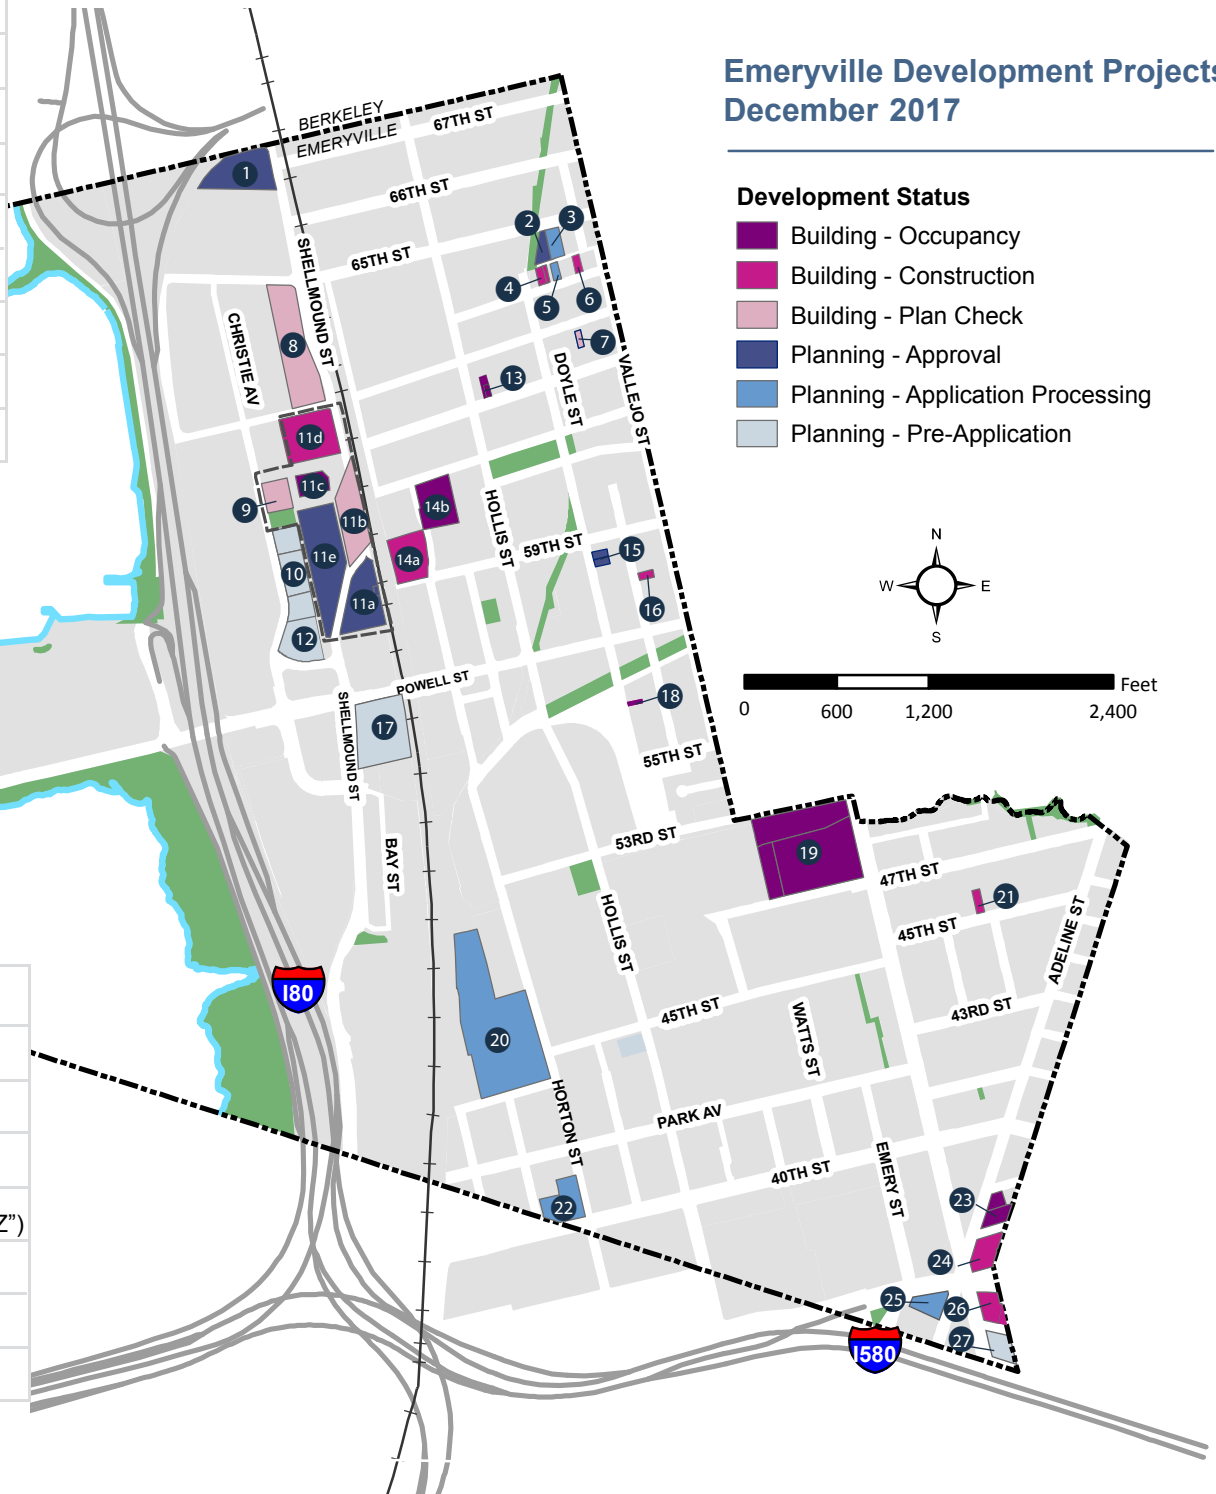 Emeryville Development Projects
December 2017
Development Status
Building - Occupancy
Building - Construction
Building - Plan Check
Planning - Approval
Planning - Application Processing
Planning - Pre-Application
N
W
E
S
Feet
0
600
1,200
2,400
BERKELEY
EMERYVILLE
67TH ST
66TH ST
65TH ST
SHELLMOUND ST
CHRISTIE AV
DOYLE ST
VALLEJO ST
HOLLIS ST
59TH ST
POWELL ST
SHELLMOUND ST
55TH ST
53RD ST
BAY ST
HOLLIS ST
47TH ST
45TH ST
ADELINE ST
43RD ST
45TH ST
WATTS ST
HORTON ST
PARK AV
40TH ST
EMERY ST
I80
I580
1
2
3
4
5
6
7
8
13
11d
11c
9
11b
14b
11e
14a
10
11a
12
15
16
17
18
19
21
20
22
23
24
25
26
27
Z”)